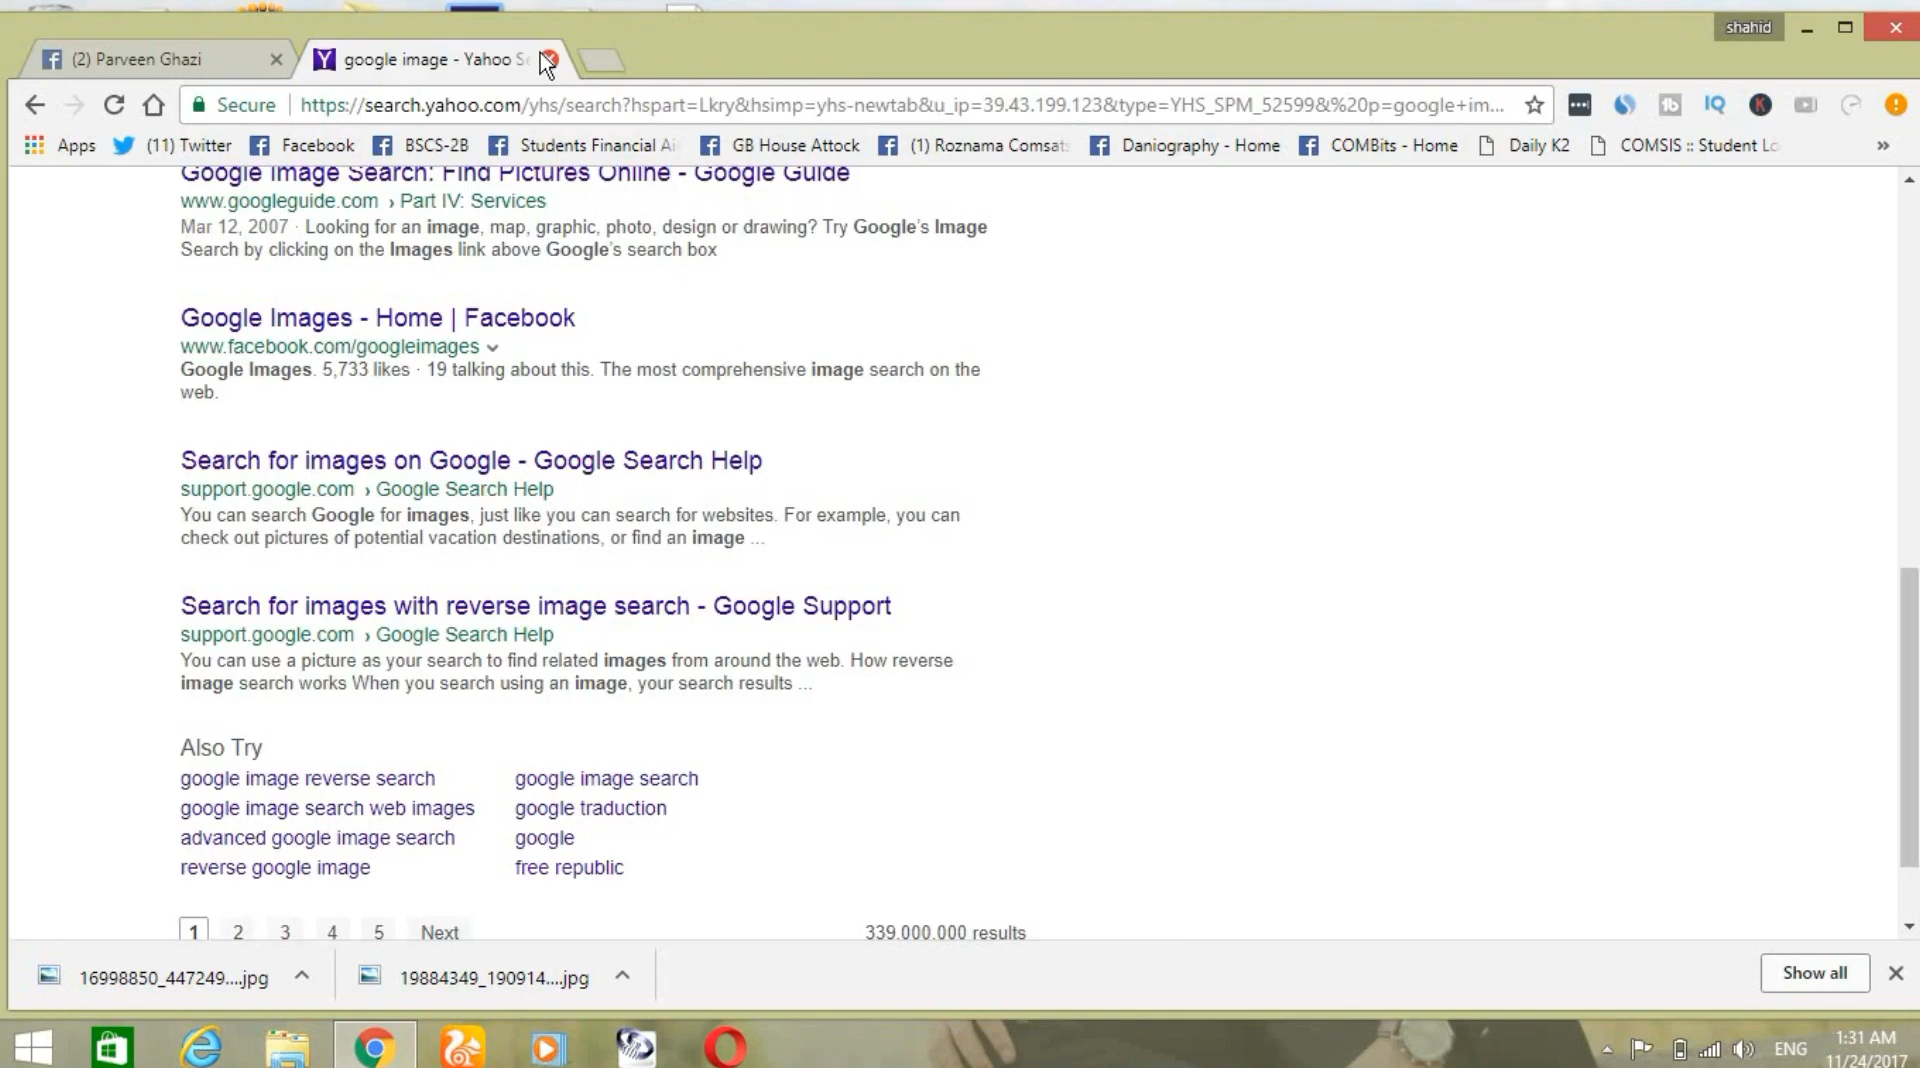 shahid
(2) Parveen Ghazi
google image - Yahoo Se
Secure https://search.yahoo.com/yhs/search?hspart=Lkry&hsimp=yhs-newtab&u_ip=39.43.199.123&type=YHS_SPM_52599&%20p=google+im...
Apps (11) Twitter Facebook BSCS-2B Students Financial Ai GB House Attock (1) Roznama Comsat Daniography - Home COMBits - Home Daily K2 COMSIS :: Student Lo »
Google Image Search: Find Pictures Online - Google Guide
www.googleguide.com › Part IV: Services
Mar 12, 2007 · Looking for an image, map, graphic, photo, design or drawing? Try Google's Image
Search by clicking on the Images link above Google's search box
Google Images - Home | Facebook
www.facebook.com/googleimages
Google Images. 5,733 likes · 19 talking about this. The most comprehensive image search on the
web.
Search for images on Google - Google Search Help
support.google.com › Google Search Help
You can search Google for images, just like you can search for websites. For example, you can
check out pictures of potential vacation destinations, or find an image ...
Search for images with reverse image search - Google Support
support.google.com › Google Search Help
You can use a picture as your search to find related images from around the web. How reverse
image search works When you search using an image, your search results ...
Also Try
google image reverse search google image search
google image search web images google traduction
advanced google image search google
reverse google image free republic
1 2 3 4 5 Next 339,000,000 results
16998850_447249....jpg 19884349_190914....jpg Show all
ENG 1:31 AM
11/24/2017